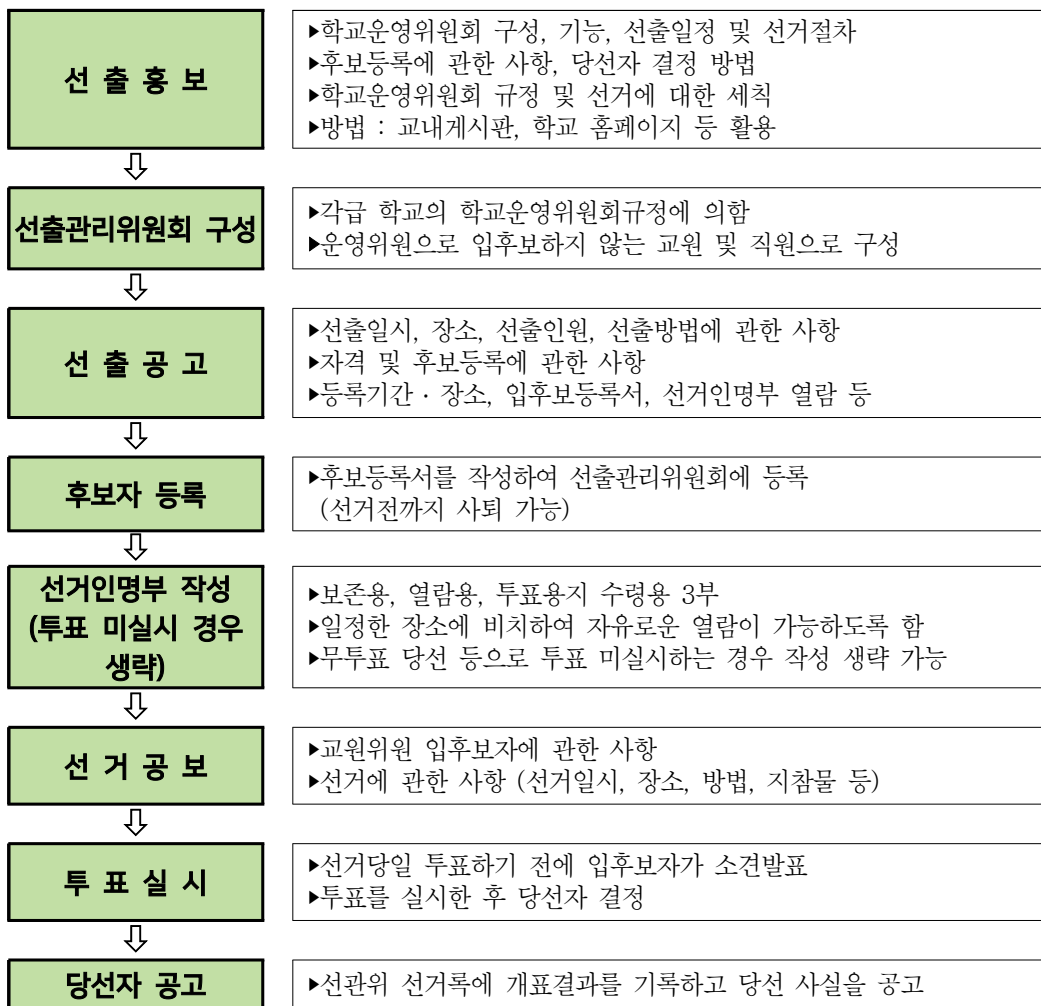 선 출 홍 보
▶학교운영위원회 구성, 기능, 선출일정 및 선거절차
▶후보등록에 관한 사항, 당선자 결정 방법
▶학교운영위원회 규정 및 선거에 대한 세칙
▶방법 : 교내게시판, 학교 홈페이지 등 활용
선출관리위원회 구성
▶각급 학교의 학교운영위원회규정에 의함
▶운영위원으로 입후보하지 않는 교원 및 직원으로 구성
선 출 공 고
▶선출일시, 장소, 선출인원, 선출방법에 관한 사항
▶자격 및 후보등록에 관한 사항
▶등록기간 · 장소, 입후보등록서, 선거인명부 열람 등
후보자 등록
▶후보등록서를 작성하여 선출관리위원회에 등록
(선거전까지 사퇴 가능)
선거인명부 작성
(투표 미실시 경우
생략)
▶보존용, 열람용, 투표용지 수령용 3부
▶일정한 장소에 비치하여 자유로운 열람이 가능하도록 함
▶무투표 당선 등으로 투표 미실시하는 경우 작성 생략 가능
선 거 공 보
▶교원위원 입후보자에 관한 사항
▶선거에 관한 사항 (선거일시, 장소, 방법, 지참물 등)
투 표 실 시
▶선거당일 투표하기 전에 입후보자가 소견발표
▶투표를 실시한 후 당선자 결정
당선자 공고
▶선관위 선거록에 개표결과를 기록하고 당선 사실을 공고